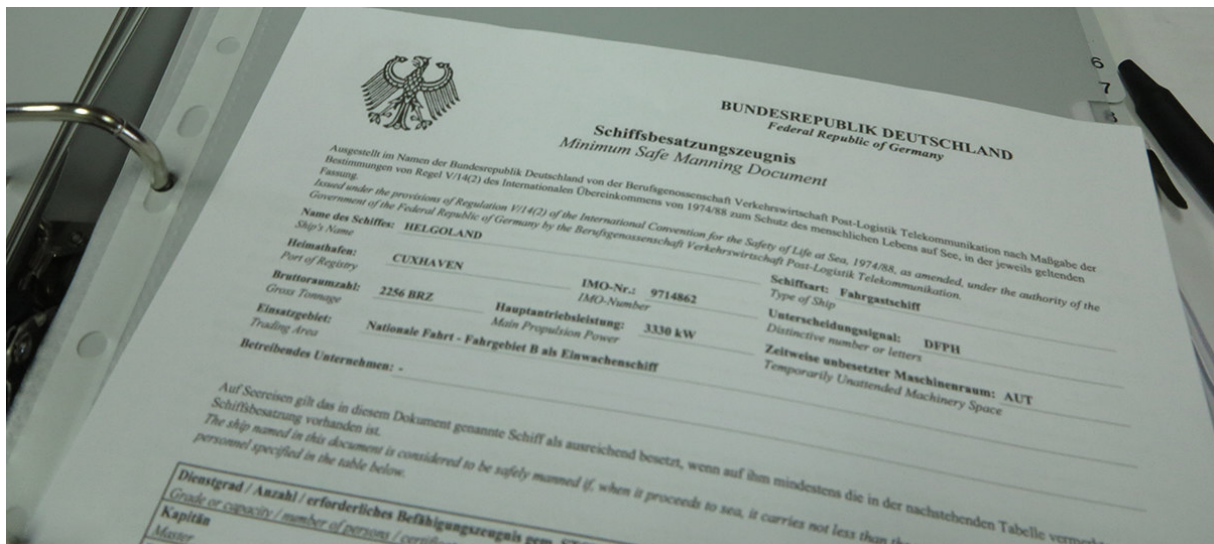 6
7
8
BUNDESREPUBLIK DEUTSCHLAND
Federal Republic of Germany
Schiffsbesatzungszeugnis
Minimum Safe Manning Document
Ausgestellt im Namen der Bundesrepublik Deutschland von der Berufsgenossenschaft Verkehrswirtschaft Post-Logistik Telekommunikation nach Maßgabe der
Bestimmungen von Regel V/14(2) des Internationalen Übereinkommens von 1974/88 zum Schutz des menschlichen Lebens auf See, in der jeweils geltenden
Fassung.
Issued under the provisions of Regulation V/14(2) of the International Convention for the Safety of Life at Sea, 1974/88, as amended, under the authority of the
Government of the Federal Republic of Germany by the Berufsgenossenschaft Verkehrswirtschaft Post-Logistik Telekommunikation.
Name des Schiffes: HELGOLAND
Ship's Name
Schiffsart: Fahrgastschiff
Type of Ship
Heimathafen: CUXHAVEN
Port of Registry
IMO-Nr.: 9714862
IMO-Number
Unterscheidungssignal: DFPH
Distinctive number or letters
Bruttoraumzahl: 2256 BRZ
Gross Tonnage
Hauptantriebsleistung: 3330 kW
Main Propulsion Power
Zeitweise unbesetzter Maschinenraum: AUT
Temporarily Unattended Machinery Space
Einsatzgebiet: Nationale Fahrt - Fahrgebiet B als Einwachenschiff
Trading Area
Betreibendes Unternehmen: -
Auf Seereisen gilt das in diesem Dokument genannte Schiff als ausreichend besetzt, wenn auf ihm mindestens die in der nachstehenden Tabelle
Schiffsbesatzung vorhanden ist.
The ship named in this document is considered to be safely manned if, when it proceeds to sea, it carries not less than the
personnel specified in the table below.
Dienstgrad / Anzahl / erforderliches Befähigungszeugnis gem.
Grade or capacity / number of persons /
Kapitän
Master